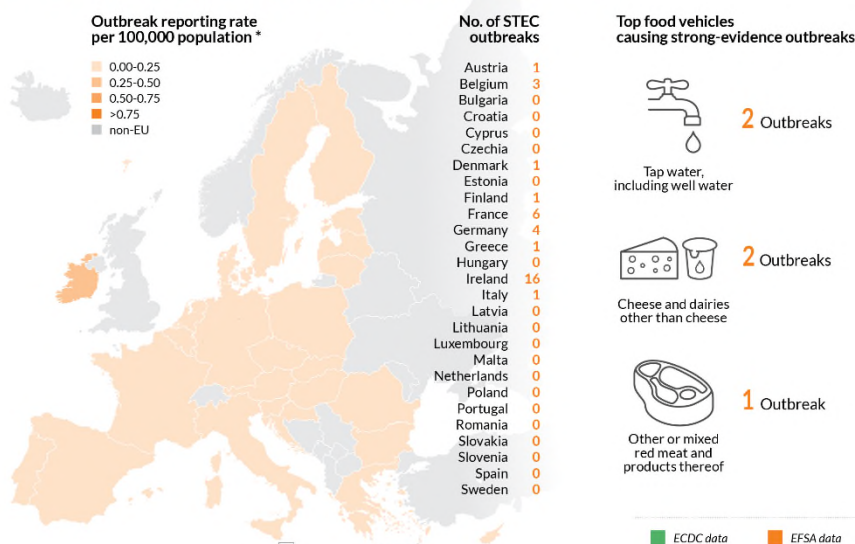 Outbreak reporting rate
per 100,000 population *
0.00-0.25
0.25-0.50
0.50-0.75
>0.75
non-EU
No. of STEC
outbreaks
Austria 1
Belgium 3
Bulgaria 0
Croatia 0
Cyprus 0
Czechia 0
Denmark 1
Estonia 0
Finland 1
France 6
Germany 4
Greece 1
Hungary 0
Ireland 16
Italy 1
Latvia 0
Lithuania 0
Luxembourg 0
Malta 0
Netherlands 0
Poland 0
Portugal 0
Romania 0
Slovakia 0
Slovenia 0
Spain 0
Sweden 0
Top food vehicles
causing strong-evidence outbreaks
2 Outbreaks
Tap water,
including well water
2 Outbreaks
Cheese and dairies
other than cheese
1 Outbreak
Other or mixed
red meat and
products thereof
ECDC data
EFSA data